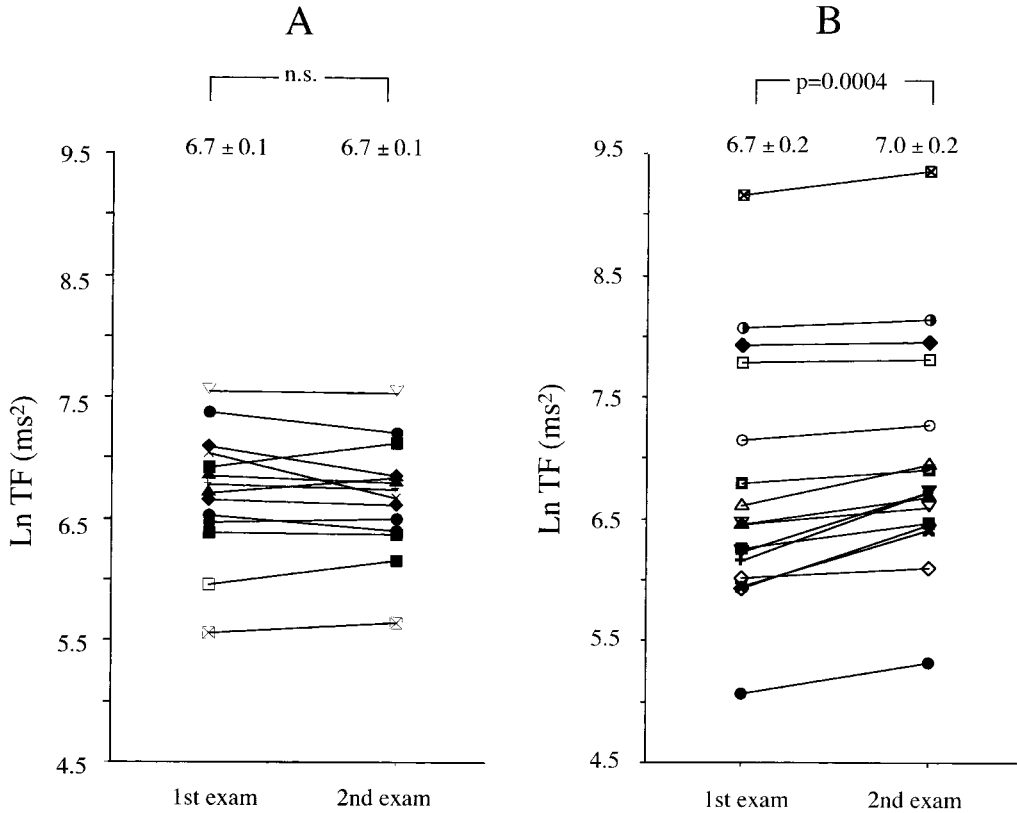 A
n.s.
6.7 ± 0.1 6.7 ± 0.1
9.5
8.5
7.5
6.5
5.5
4.5
Ln TF (ms²)
1st exam 2nd exam
B
p=0.0004
6.7 ± 0.2 7.0 ± 0.2
9.5
8.5
7.5
6.5
5.5
4.5
Ln TF (ms²)
1st exam 2nd exam